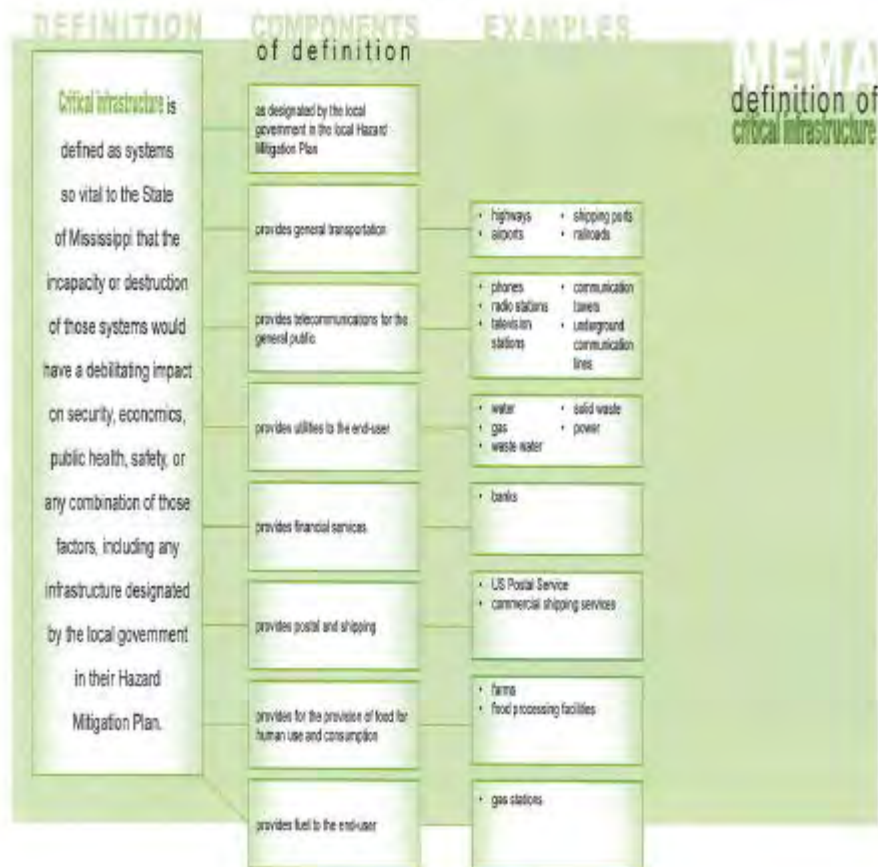 DEFINITION
Critical infrastructure is
defined as systems
so vital to the State
of Mississippi that the
incapacity or destruction
of those systems would
have a debilitating impact
on security, economics,
public health, safety, or
any combination of those
factors, including any
infrastructure designated
by the local government
in their Hazard
Mitigation Plan.
COMPONENTS
of definition
as designated by the local
government in the local Hazard
Mitigation Plan
provides general transportation
provides telecommunications for the
general public
provides utilities to the end-user
provides financial services
provides postal and shipping
provides for the provision of food for
human use and consumption
provides fuel to the end-user
EXAMPLES
• highways
• airports
• shipping ports
• railroads
• phones
• radio stations
• television
stations
• communication
towers
• underground
communication
lines
• water
• gas
• waste water
• solid waste
• power
• banks
• US Postal Service
• commercial shipping services
• farms
• food processing facilities
• gas stations
MEMA
definition of
critical infrastructure